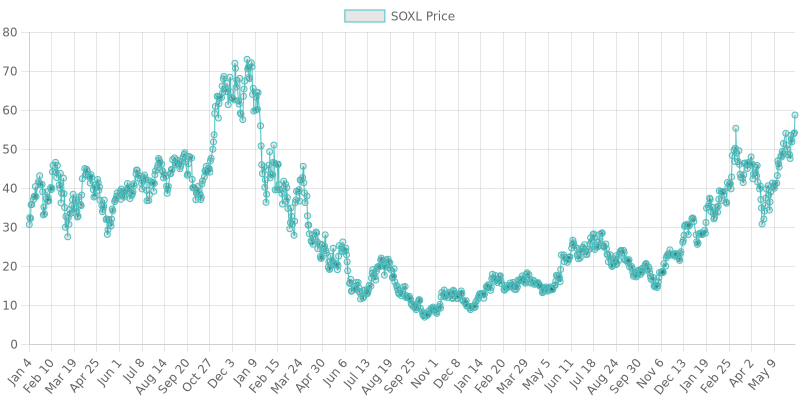 SOXL Price
80
70
60
50
40
30
20
10
0
Jan 4
Feb 10
Mar 19
Apr 25
Jun 1
Jul 8
Aug 14
Sep 20
Oct 27
Dec 3
Jan 9
Feb 15
Mar 24
Apr 30
Jun 6
Jul 13
Aug 19
Sep 25
Nov 1
Dec 8
Jan 14
Feb 20
Mar 29
May 5
Jun 11
Jul 18
Aug 24
Sep 30
Nov 6
Dec 13
Jan 19
Feb 25
Apr 2
May 9